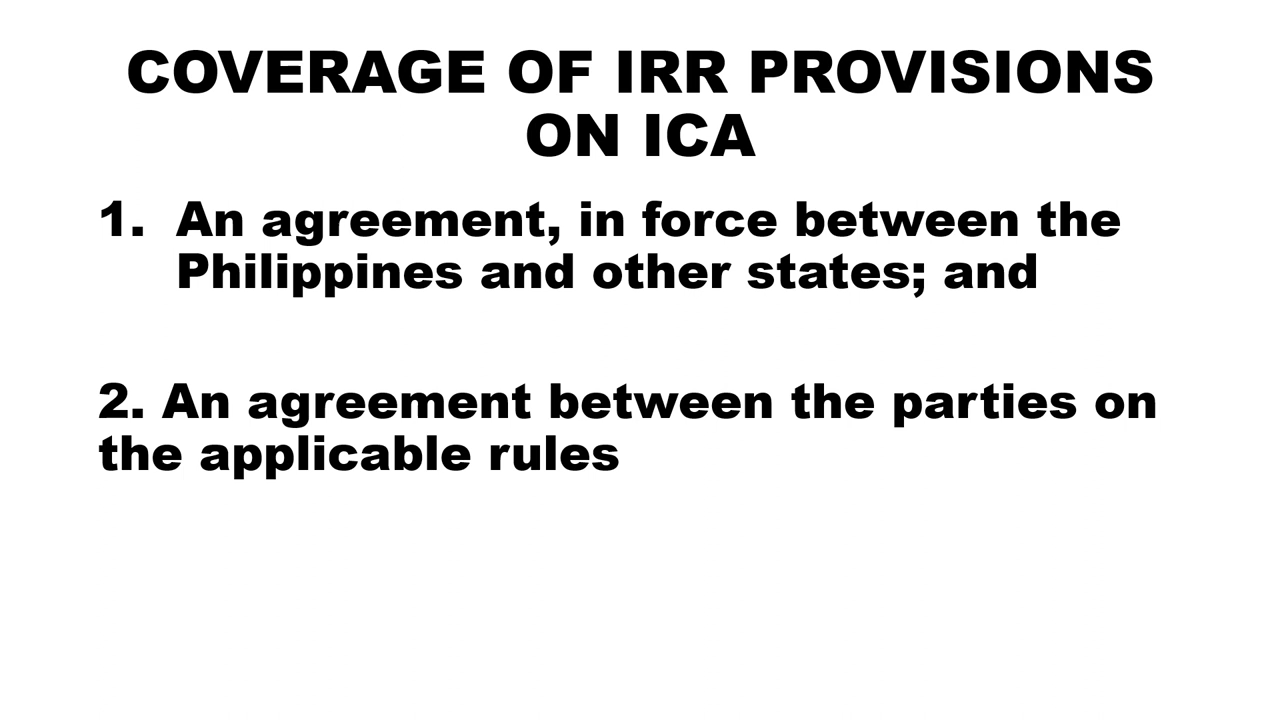 COVERAGE OF IRR PROVISIONS
ON ICA
1. An agreement, in force between the
Philippines and other states; and
2. An agreement between the parties on
the applicable rules